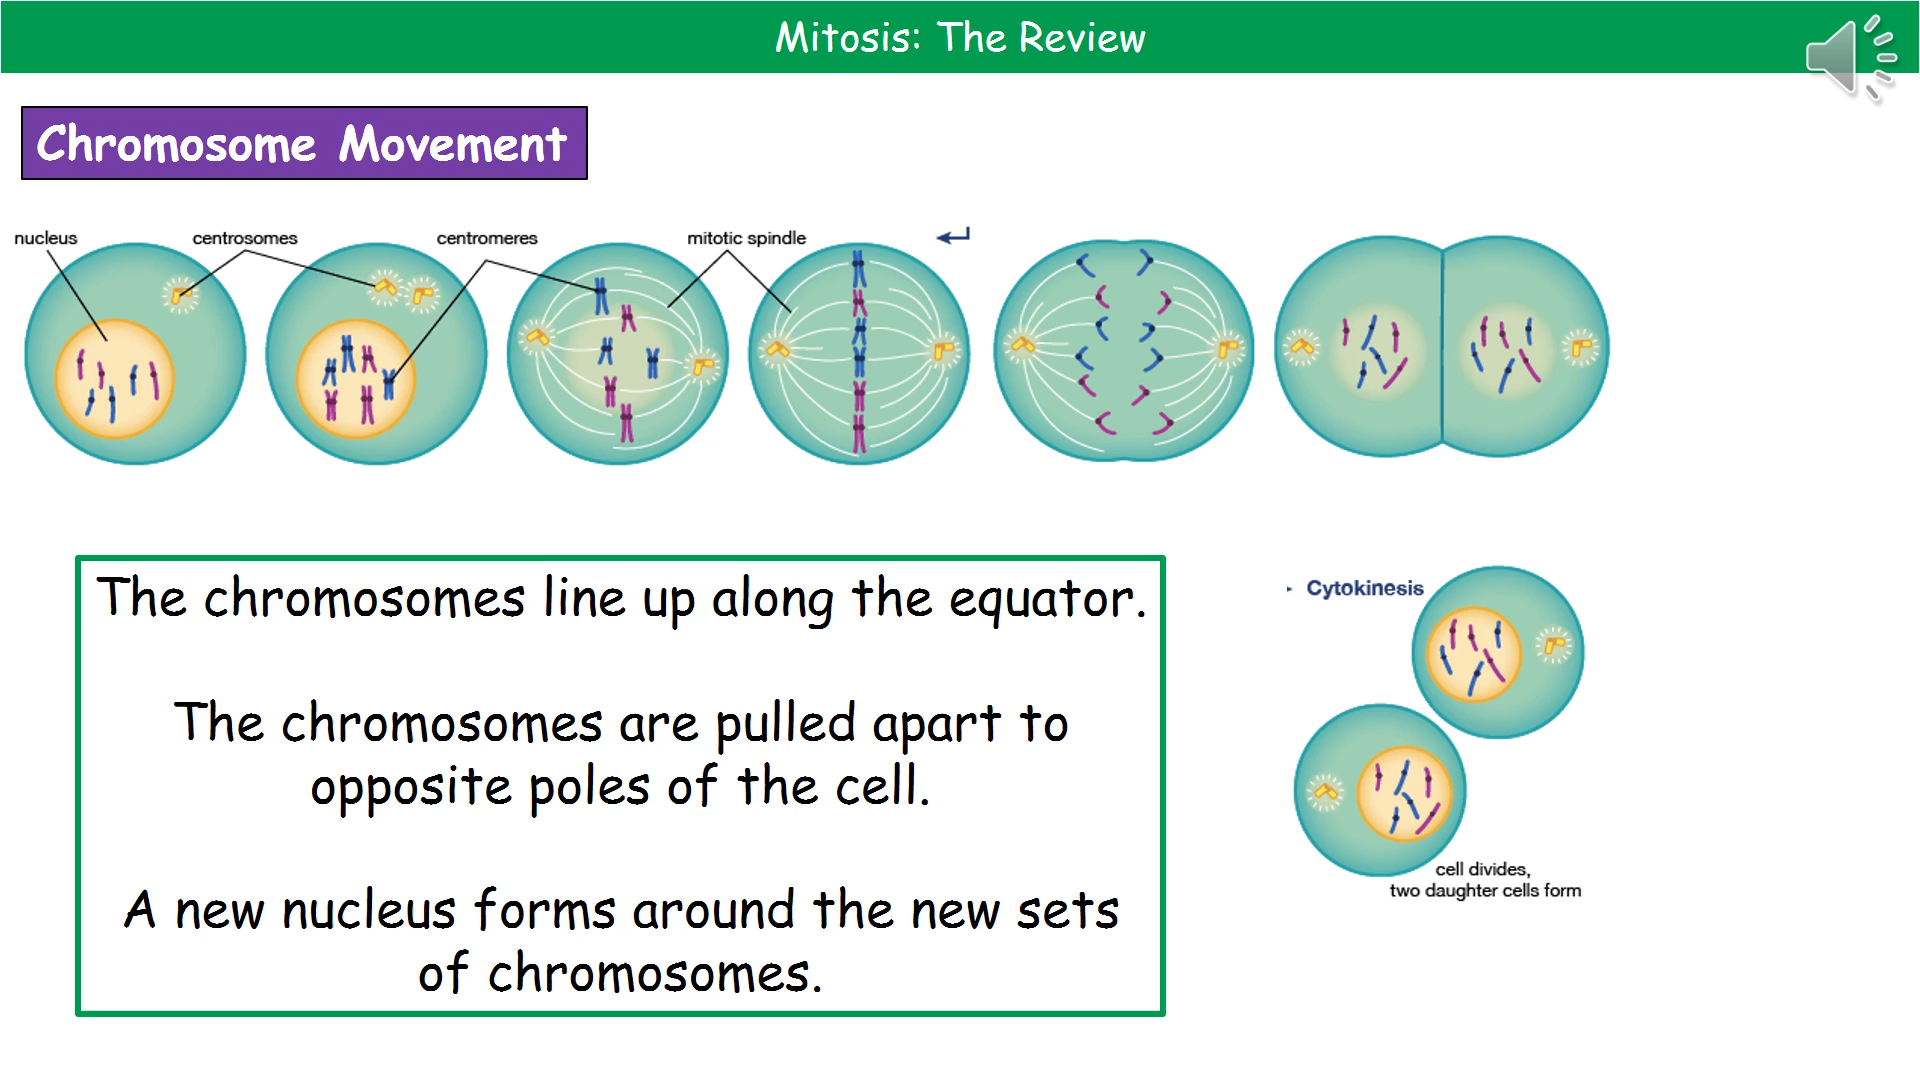 Mitosis: The Review
Chromosome Movement
nucleus
centrosomes
centromeres
mitotic spindle
The chromosomes line up along the equator.
The chromosomes are pulled apart to
opposite poles of the cell.
A new nucleus forms around the new sets
of chromosomes.
Cytokinesis
cell divides,
two daughter cells form